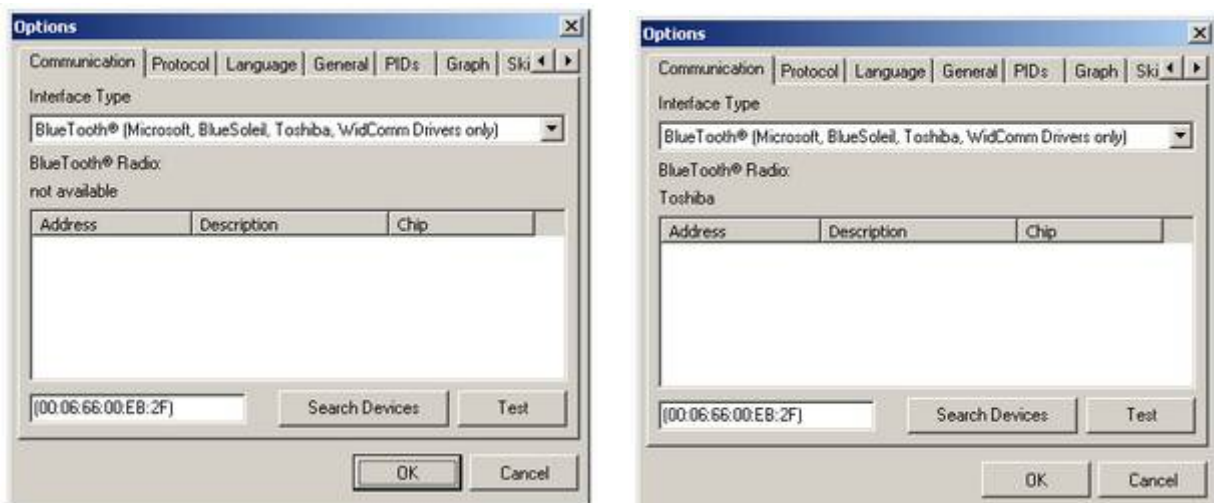 Options
Communication Protocol Language General PIDs Graph Ski
Interface Type
BlueTooth® (Microsoft, BlueSoleil, Toshiba, WidComm Drivers only)
BlueTooth® Radio:
not available
Address Description Chip
(00:06:66:00:EB:2F)
Search Devices
Test
OK
Cancel
Options
Communication Protocol Language General PIDs Graph Ski
Interface Type
BlueTooth® (Microsoft, BlueSoleil, Toshiba, WidComm Drivers only)
BlueTooth® Radio:
Toshiba
Address Description Chip
(00:06:66:00:EB:2F)
Search Devices
Test
OK
Cancel